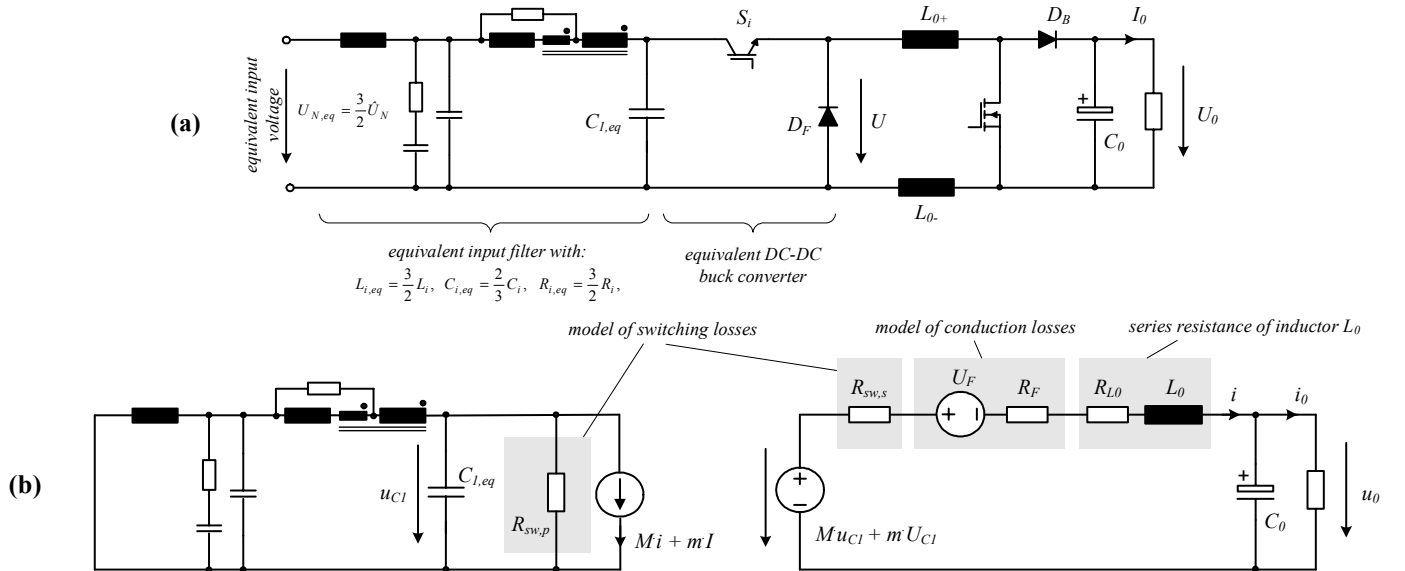 S_i
L_{0+}
D_B
I_0
equivalent input
voltage
U_{N,eq} = \frac{3}{2} Û_N
(a)
C_{1,eq}
D_F
U
+
C_0
U_0
L_{0-}
equivalent input filter with:
L_{i,eq} = \frac{3}{2} L_i, C_{i,eq} = \frac{2}{3} C_i, R_{i,eq} = \frac{3}{2} R_i,
equivalent DC-DC
buck converter
model of switching losses
model of conduction losses
series resistance of inductor L_0
R_{sw,s}
U_F
R_F
R_{L0}
L_0
i
i_0
+
(b)
u_{C1}
C_{1,eq}
R_{sw,p}
M·i + m·I
+
−
M·u_{C1} + m·U_{C1}
+
C_0
u_0